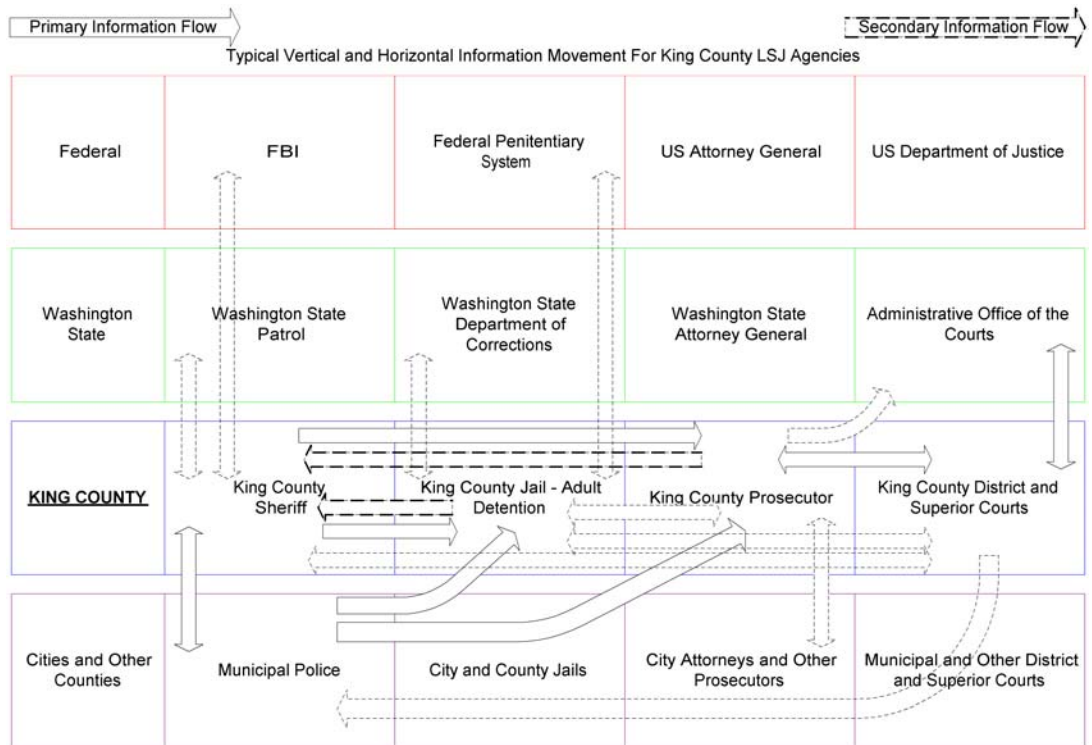 Primary Information Flow
Secondary Information Flow
Typical Vertical and Horizontal Information Movement For King County LSJ Agencies
Federal
FBI
Federal Penitentiary
System
US Attorney General
US Department of Justice
Washington
State
Washington State
Patrol
Washington State
Department of
Corrections
Washington State
Attorney General
Administrative Office of the
Courts
KING COUNTY
King County
Sheriff
King County Jail - Adult
Detention
King County Prosecutor
King County District and
Superior Courts
Cities and Other
Counties
Municipal Police
City and County Jails
City Attorneys and Other
Prosecutors
Municipal and Other District
and Superior Courts